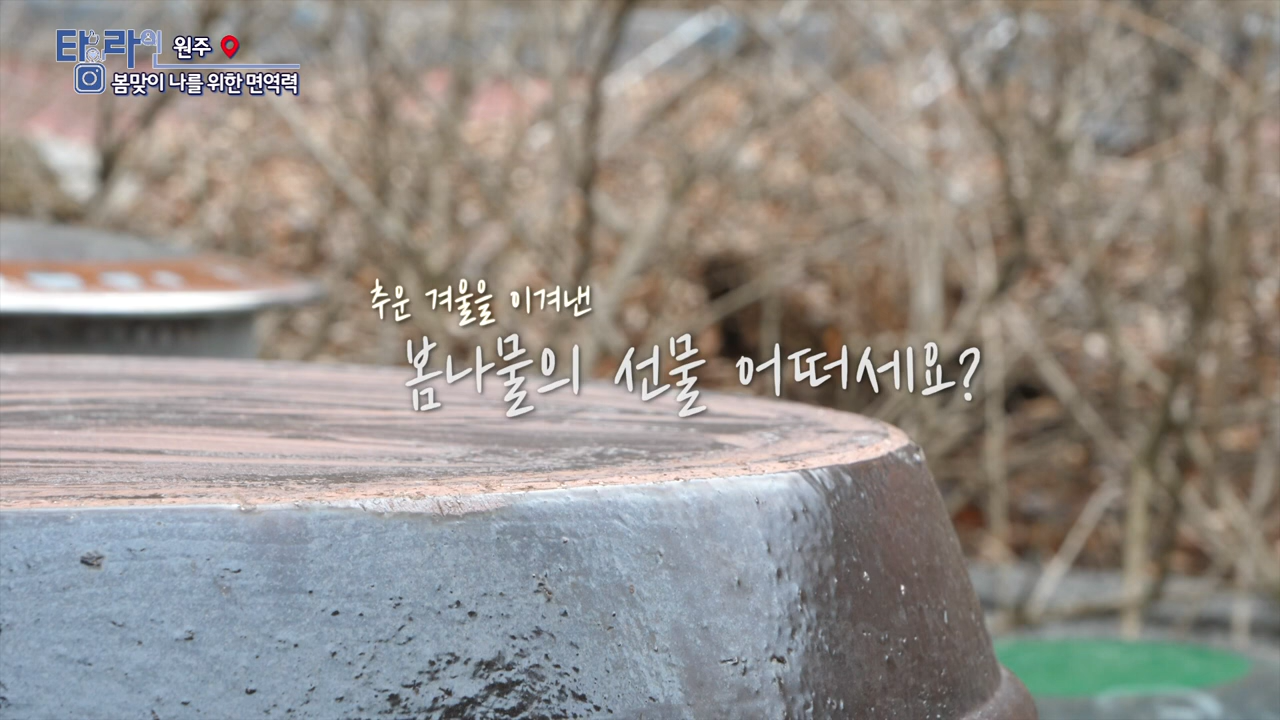 타라의 원주
봄맞이 나를 위한 면역력
추운 겨울을 이겨낸
봄나물의 선물 어떠세요?